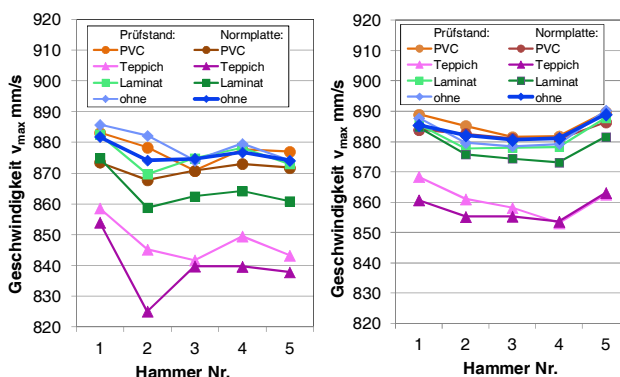 Geschwindigkeit vmax mm/s
920
910
900
890
880
870
860
850
840
830
820
Prüfstand: Normplatte:
PVC PVC
Teppich Teppich
Laminat Laminat
ohne ohne
1 2 3 4 5
Hammer Nr.
Geschwindigkeit vmax mm/s
920
910
900
890
880
870
860
850
840
830
820
Prüfstand: Normplatte:
PVC PVC
Teppich Teppich
Laminat Laminat
ohne ohne
1 2 3 4 5
Hammer Nr.